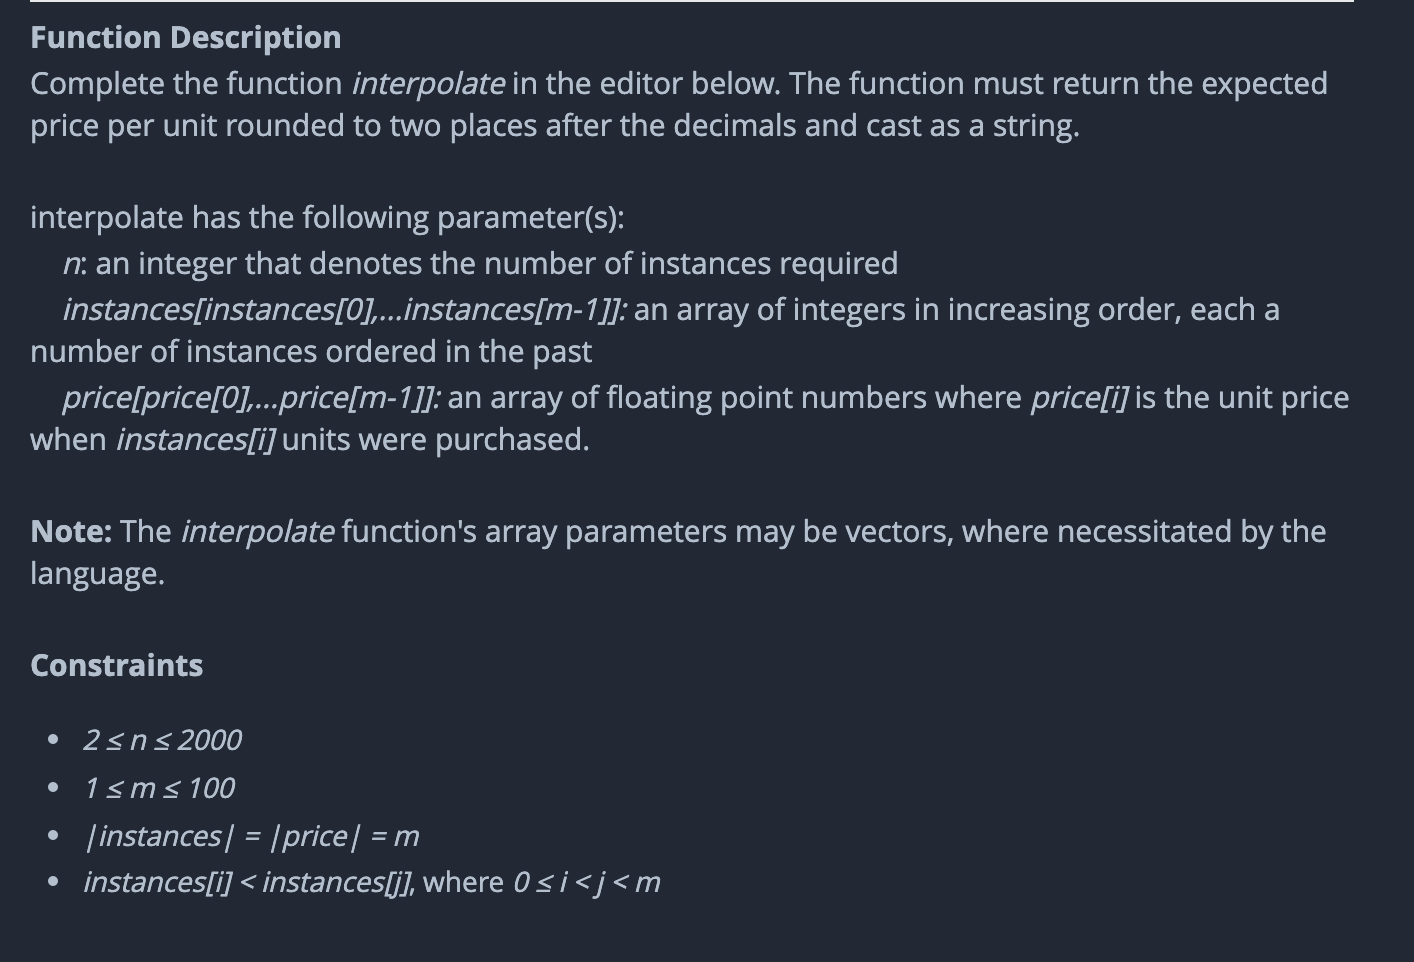 Function Description
Complete the function interpolate in the editor below. The function must return the expected
price per unit rounded to two places after the decimals and cast as a string.
interpolate has the following parameter(s):
n: an integer that denotes the number of instances required
instances[instances[0],...instances[m-1]]: an array of integers in increasing order, each a
number of instances ordered in the past
price[price[0],...price[m-1]]: an array of floating point numbers where price[i] is the unit price
when instances[i] units were purchased.
Note: The interpolate function's array parameters may be vectors, where necessitated by the
language.
Constraints
• 2 ≤ n ≤ 2000
• 1 ≤ m ≤ 100
• |instances| = |price| = m
• instances[i] < instances[j], where 0 ≤ i < j < m